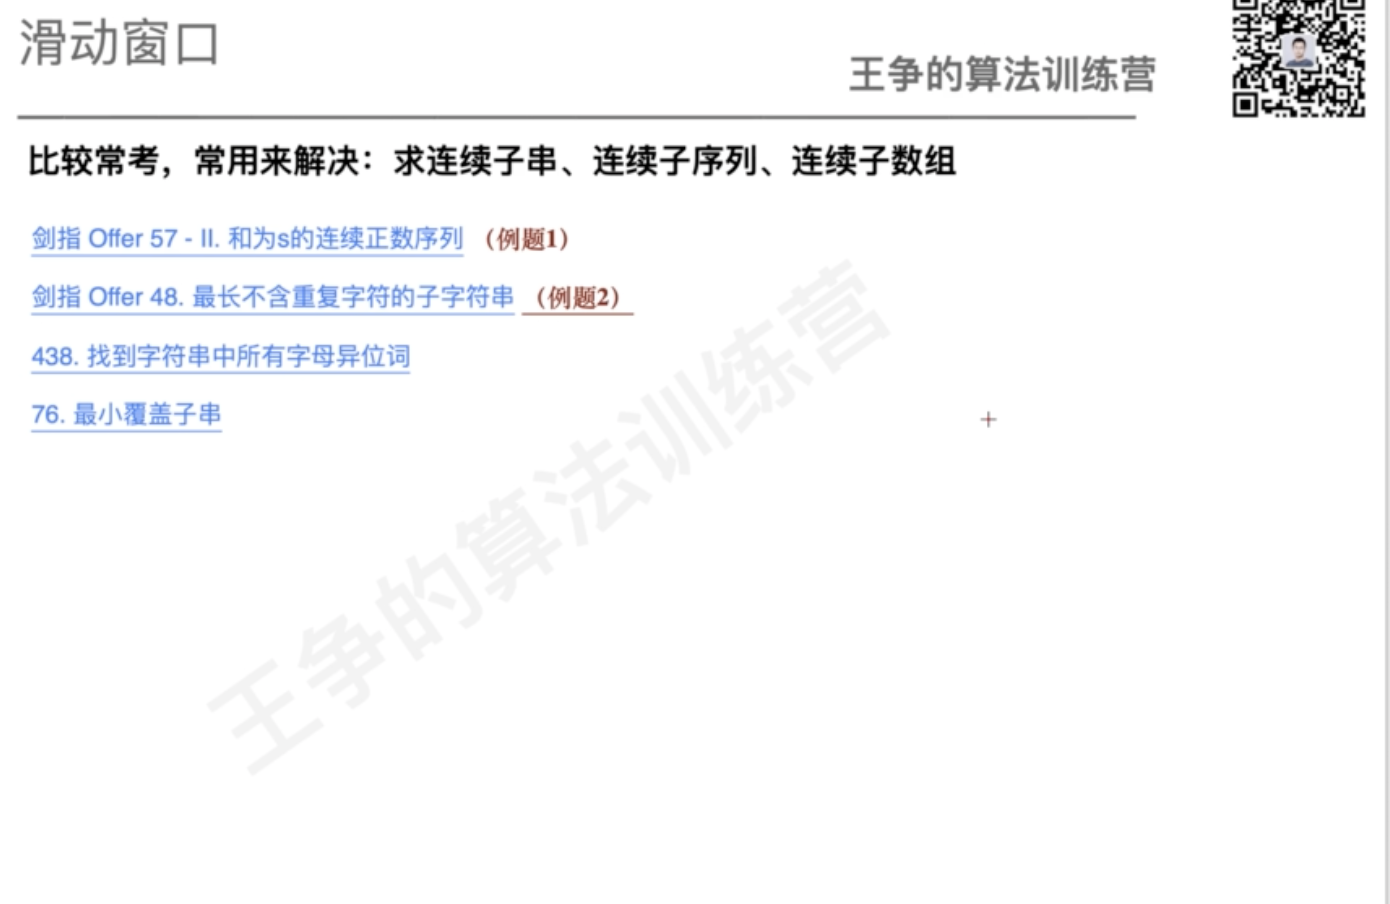 滑动窗口
王争的算法训练营
比较常考，常用来解决：求连续子串、连续子序列、连续子数组
剑指 Offer 57 - II. 和为s的连续正数序列 （例题1）
剑指 Offer 48. 最长不含重复字符的子字符串 （例题2）
438. 找到字符串中所有字母异位词
76. 最小覆盖子串
王争的算法训练营